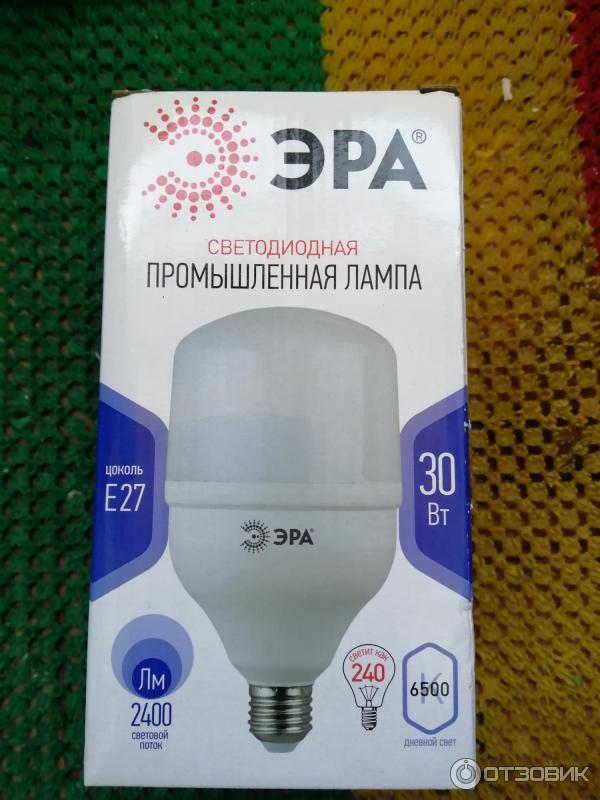 ЭРА®
СВЕТОДИОДНАЯ
ПРОМЫШЛЕННАЯ ЛАМПА
цоколь
E27
30
Вт
ЭРА®
Лм
2400
световой
поток
светит как
240
K
6500
дневной свет
ОТЗОВИК